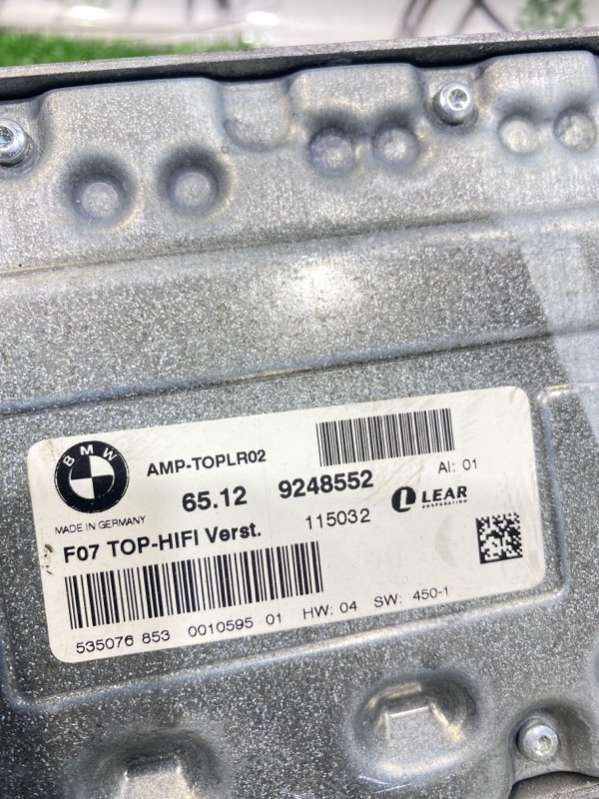 BMW
AMP-TOPLR02
65.12 9248552 AI: 01
MADE IN GERMANY
F07 TOP-HIFI Verst. 115032 LEAR
CORPORATION
535076 853 0010595 01 HW: 04 SW: 450-1